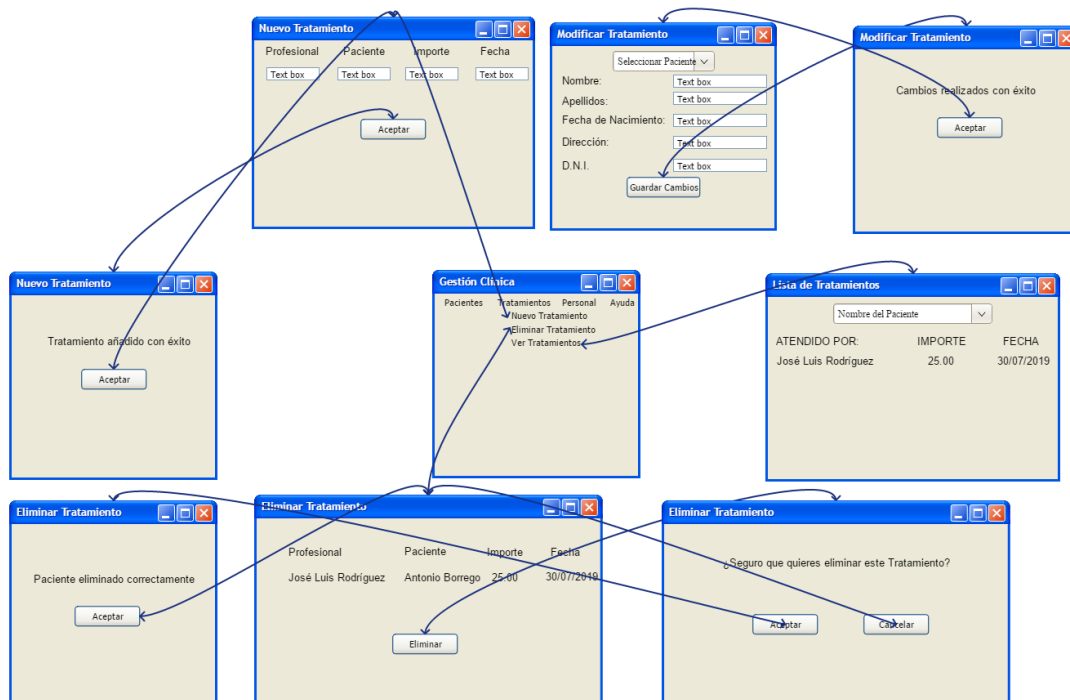 Nuevo Tratamiento
Profesional Paciente Importe Fecha
Text box Text box Text box Text box
Aceptar
Modificar Tratamiento
Seleccionar Paciente
Nombre: Text box
Apellidos: Text box
Fecha de Nacimiento: Text box
Dirección: Text box
D.N.I. Text box
Guardar Cambios
Modificar Tratamiento
Cambios realizados con éxito
Aceptar
Nuevo Tratamiento
Tratamiento añadido con éxito
Aceptar
Gestión Clínica
Pacientes Tratamientos Personal Ayuda
Nuevo Tratamiento
Eliminar Tratamiento
Ver Tratamientos
Lista de Tratamientos
Nombre del Paciente
ATENDIDO POR: IMPORTE FECHA
José Luis Rodríguez 25.00 30/07/2019
Eliminar Tratamiento
Paciente eliminado correctamente
Aceptar
Eliminar Tratamiento
Profesional Paciente Importe Fecha
José Luis Rodríguez Antonio Borrego 25.00 30/07/2019
Eliminar
Eliminar Tratamiento
¿Seguro que quieres eliminar este Tratamiento?
Aceptar Cancelar